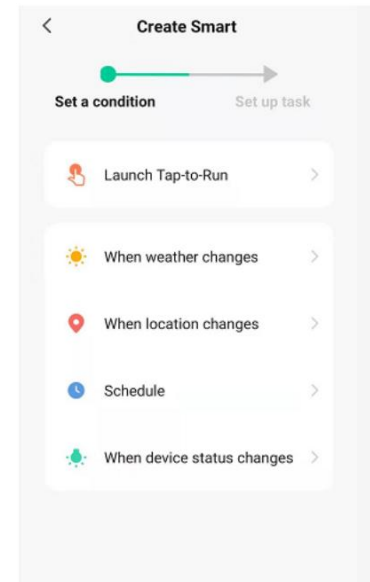 Create Smart
Set a condition
Set up task
Launch Tap-to-Run
When weather changes
When location changes
Schedule
When device status changes